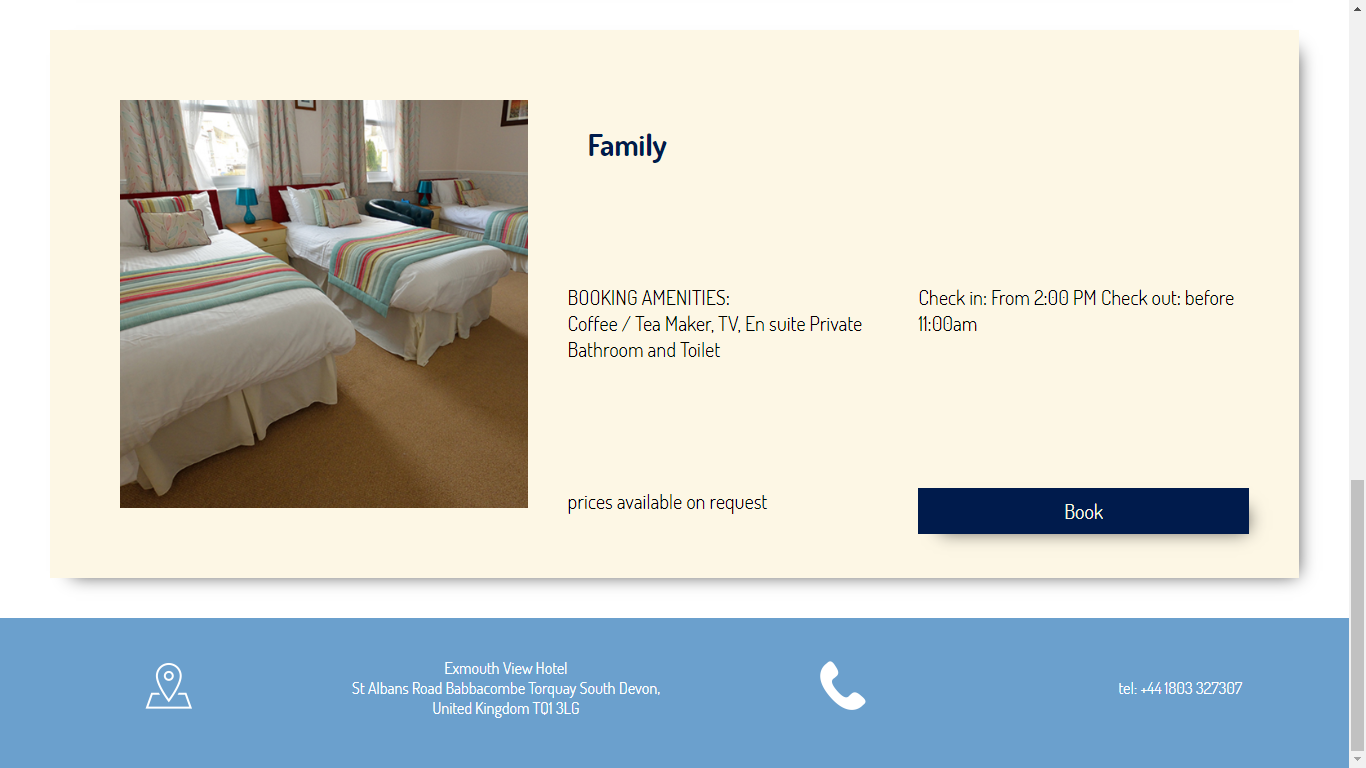 Family
BOOKING AMENITIES:
Coffee / Tea Maker, TV, En suite Private
Bathroom and Toilet
Check in: From 2:00 PM Check out: before
11:00am
prices available on request
Book
Exmouth View Hotel
St Albans Road Babbacombe Torquay South Devon,
United Kingdom TQ1 3LG
tel: +44 1803 327307